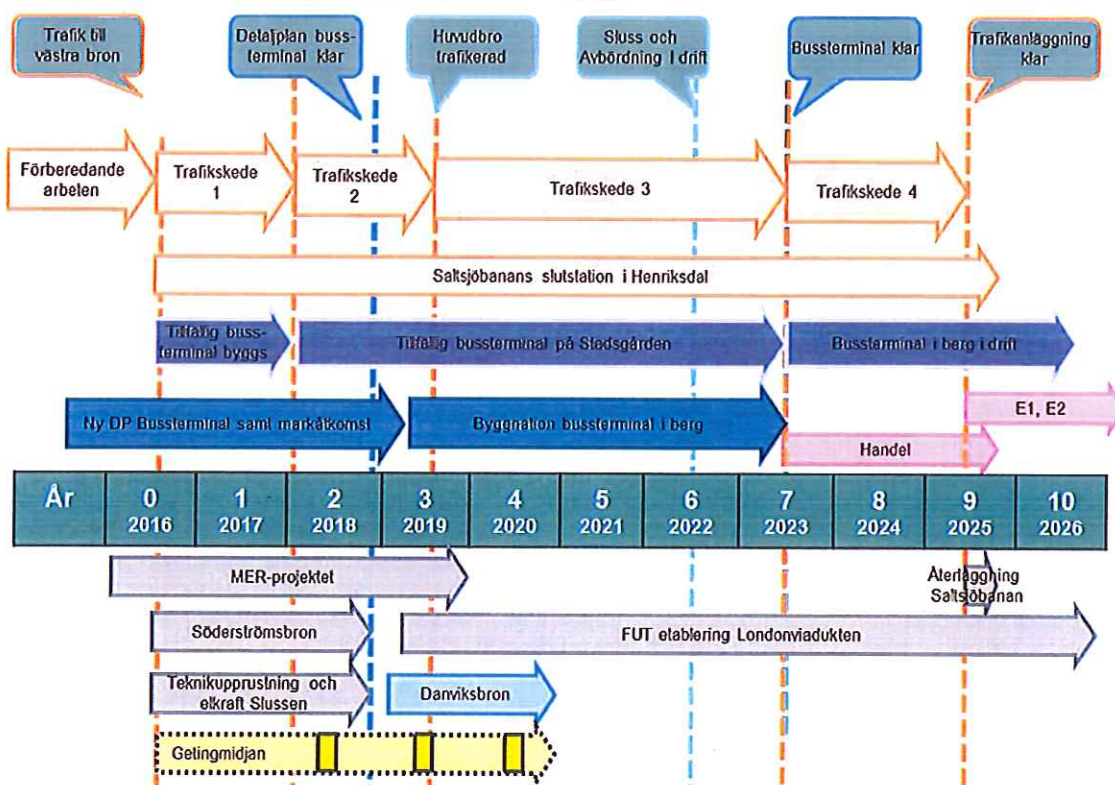 Trafik till
västra bron
Detaljplan buss-
terminal klar
Huvudbro
trafikerad
Sluss och
Avbördning i drift
Bussterminal klar
Trafikanläggning
klar
Förberedande
arbeten
Trafikskede
1
Trafikskede
2
Trafikskede 3
Trafikskede 4
Saltsjöbanans slutstation i Henriksdal
Tillfällig buss-
terminal byggs
Tillfällig bussterminal på Stadsgården
Bussterminal i berg i drift
Ny DP Bussterminal samt markåtkomst
Byggnation bussterminal i berg
E1, E2
Handel
År 0 1 2 3 4 5 6 7 8 9 10
2016 2017 2018 2019 2020 2021 2022 2023 2024 2025 2026
MER-projektet
Återläggning
Saltsjöbanan
Söderströmsbron
FUT etablering Londonviadukten
Teknikupprustning och
elkraft Slussen
Danviksbron
Getingmidjan